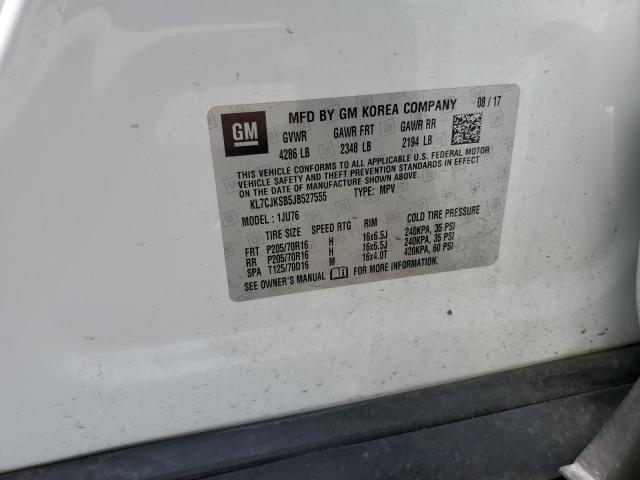 GM
MFD BY GM KOREA COMPANY 08 / 17
GVWR GAWR FRT GAWR RR
4286 LB 2348 LB 2194 LB
THIS VEHICLE CONFORMS TO ALL APPLICABLE U.S. FEDERAL MOTOR
VEHICLE SAFETY AND THEFT PREVENTION STANDARDS IN EFFECT
ON THE DATE OF MANUFACTURE SHOWN ABOVE.
KL7CJKSB5JB527555 TYPE: MPV
MODEL : 1JU76
TIRE SIZE SPEED RTG RIM COLD TIRE PRESSURE
FRT P205/70R16 H 16x6.5J 240KPA, 35 PSI
RR P205/70R16 H 16x6.5J 240KPA, 35 PSI
SPA T125/70D16 M 16x4.0T 420KPA, 60 PSI
SEE OWNER'S MANUAL FOR MORE INFORMATION.